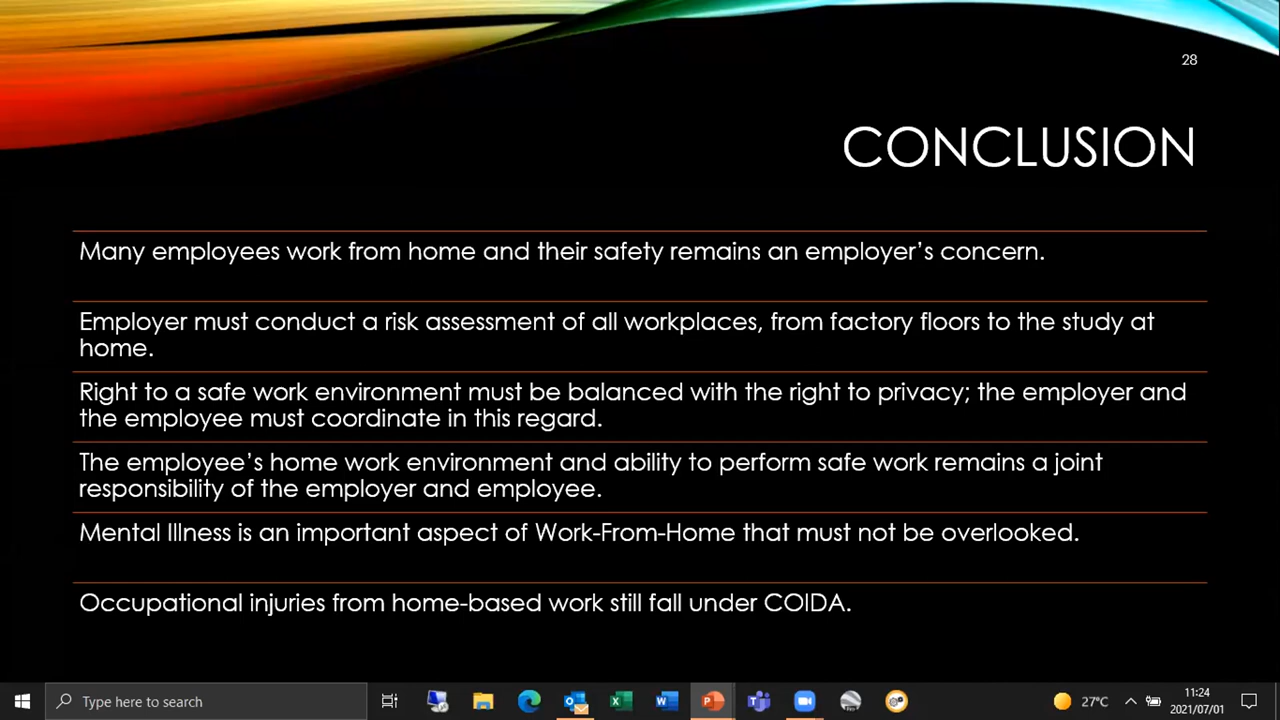 28
CONCLUSION
Many employees work from home and their safety remains an employer’s concern.
Employer must conduct a risk assessment of all workplaces, from factory floors to the study at
home.
Right to a safe work environment must be balanced with the right to privacy; the employer and
the employee must coordinate in this regard.
The employee’s home work environment and ability to perform safe work remains a joint
responsibility of the employer and employee.
Mental Illness is an important aspect of Work-From-Home that must not be overlooked.
Occupational injuries from home-based work still fall under COIDA.
Type here to search
27°C
11:24
2021/07/01